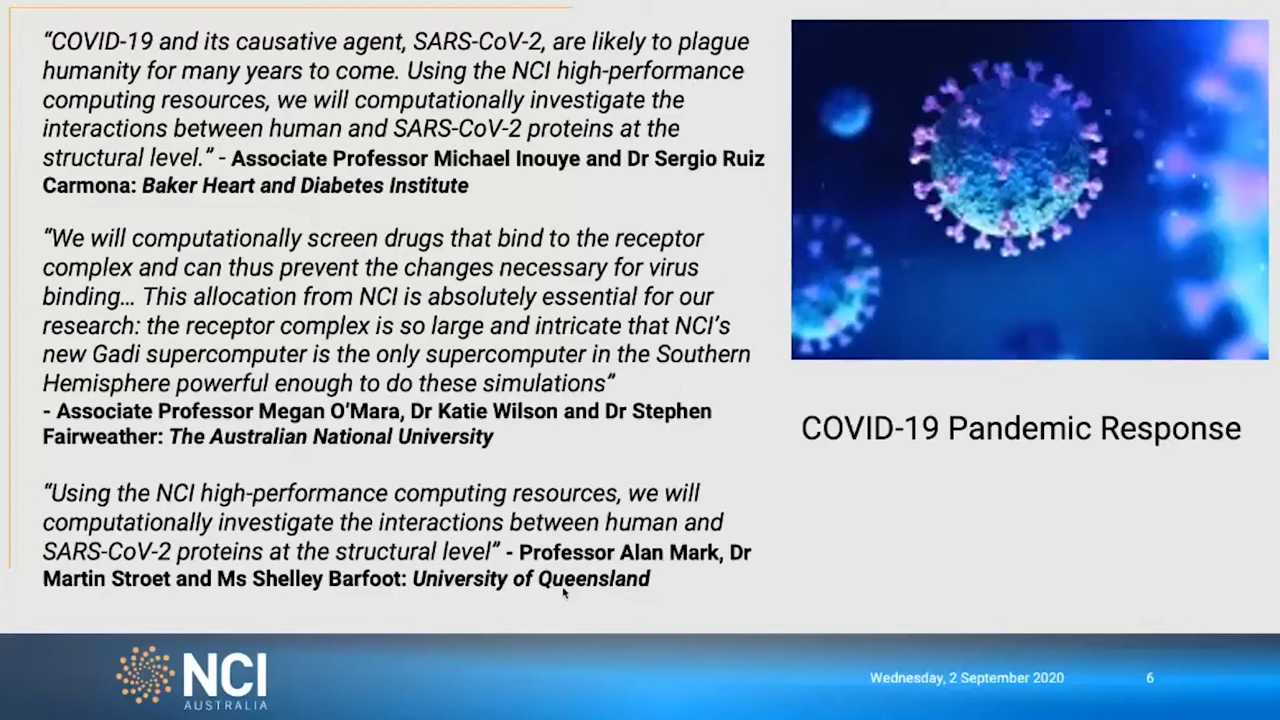 “COVID-19 and its causative agent, SARS-CoV-2, are likely to plague
humanity for many years to come. Using the NCI high-performance
computing resources, we will computationally investigate the
interactions between human and SARS-CoV-2 proteins at the
structural level.” - Associate Professor Michael Inouye and Dr Sergio Ruiz
Carmona: Baker Heart and Diabetes Institute
“We will computationally screen drugs that bind to the receptor
complex and can thus prevent the changes necessary for virus
binding… This allocation from NCI is absolutely essential for our
research: the receptor complex is so large and intricate that NCI’s
new Gadi supercomputer is the only supercomputer in the Southern
Hemisphere powerful enough to do these simulations”
- Associate Professor Megan O’Mara, Dr Katie Wilson and Dr Stephen
Fairweather: The Australian National University
“Using the NCI high-performance computing resources, we will
computationally investigate the interactions between human and
SARS-CoV-2 proteins at the structural level” - Professor Alan Mark, Dr
Martin Stroet and Ms Shelley Barfoot: University of Queensland
COVID-19 Pandemic Response
NCI
AUSTRALIA
Wednesday, 2 September 2020
6